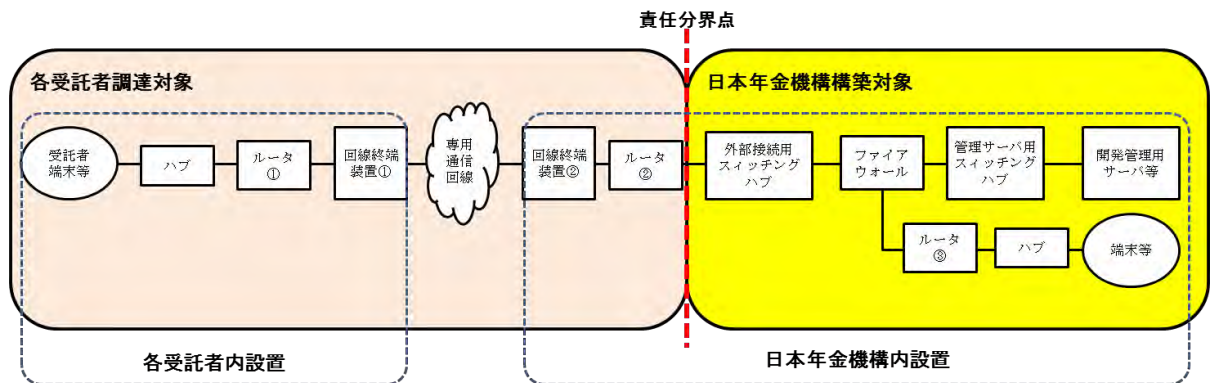 責任分界点
各受託者調達対象
日本年金機構構築対象
受託者
端末等
ハブ
ルータ
①
回線終端
装置①
専用
通信
回線
回線終端
装置②
ルータ
②
外部接続用
スイッチング
ハブ
ファイア
ウォール
管理サーバ用
スイッチング
ハブ
開発管理用
サーバ等
ルータ
③
ハブ
端末等
各受託者内設置
日本年金機構内設置